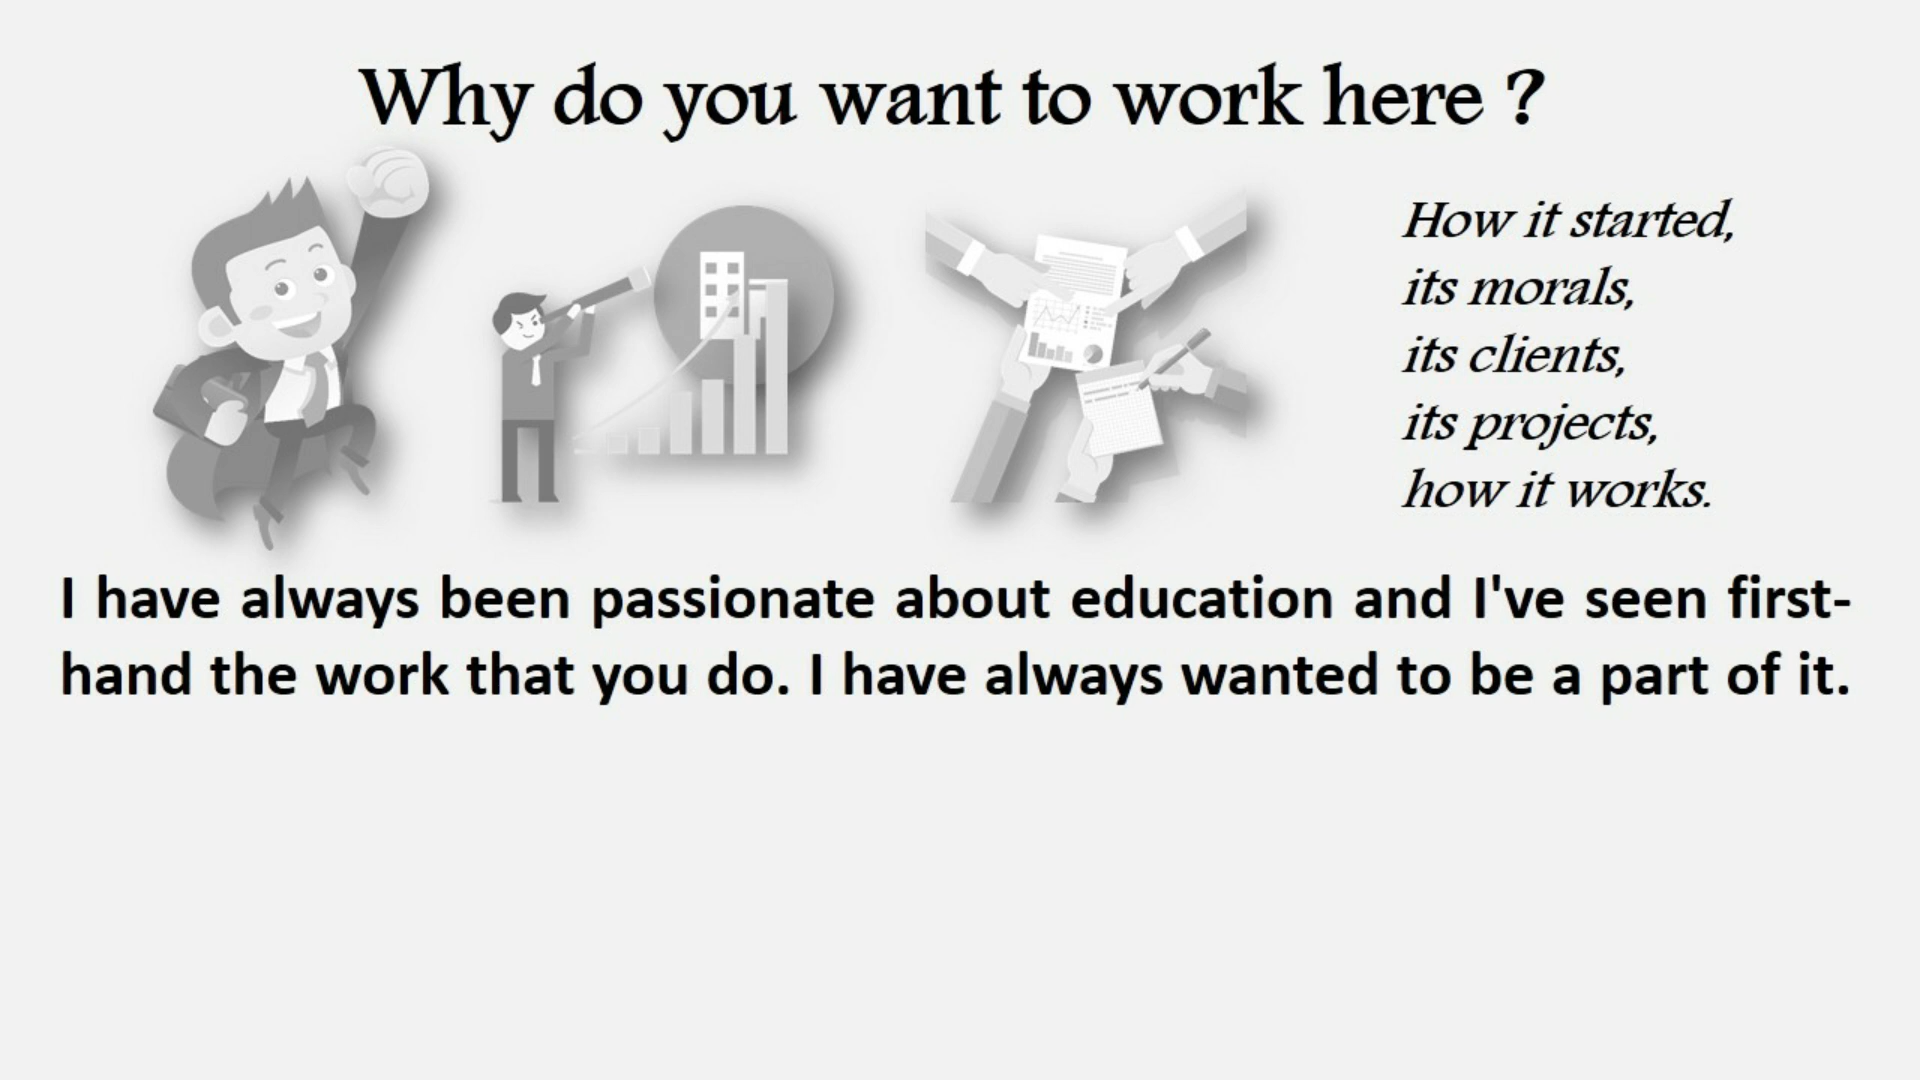 Why do you want to work here ?
How it started,
its morals,
its clients,
its projects,
how it works.
I have always been passionate about education and I've seen first-
hand the work that you do. I have always wanted to be a part of it.